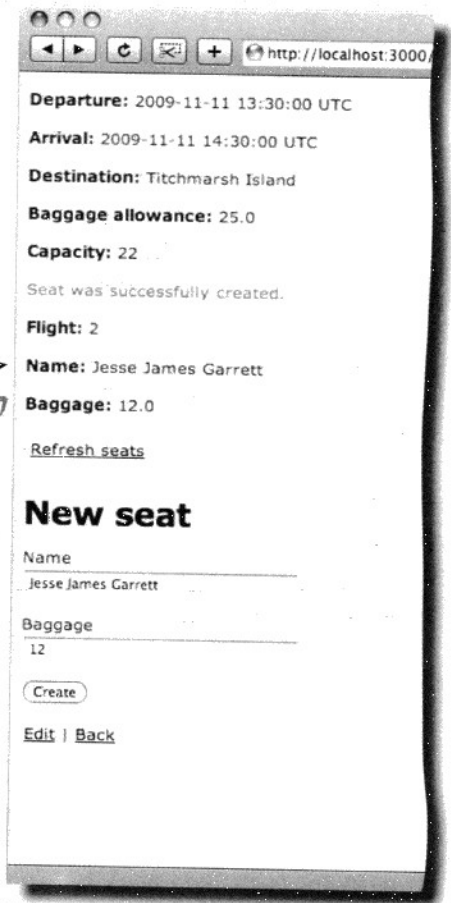 http://localhost:3000/
Departure: 2009-11-11 13:30:00 UTC
Arrival: 2009-11-11 14:30:00 UTC
Destination: Titchmarsh Island
Baggage allowance: 25.0
Capacity: 22
Seat was successfully created.
Flight: 2
Name: Jesse James Garrett
Baggage: 12.0
Refresh seats
New seat
Name
Jesse James Garrett
Baggage
12
Create
Edit | Back